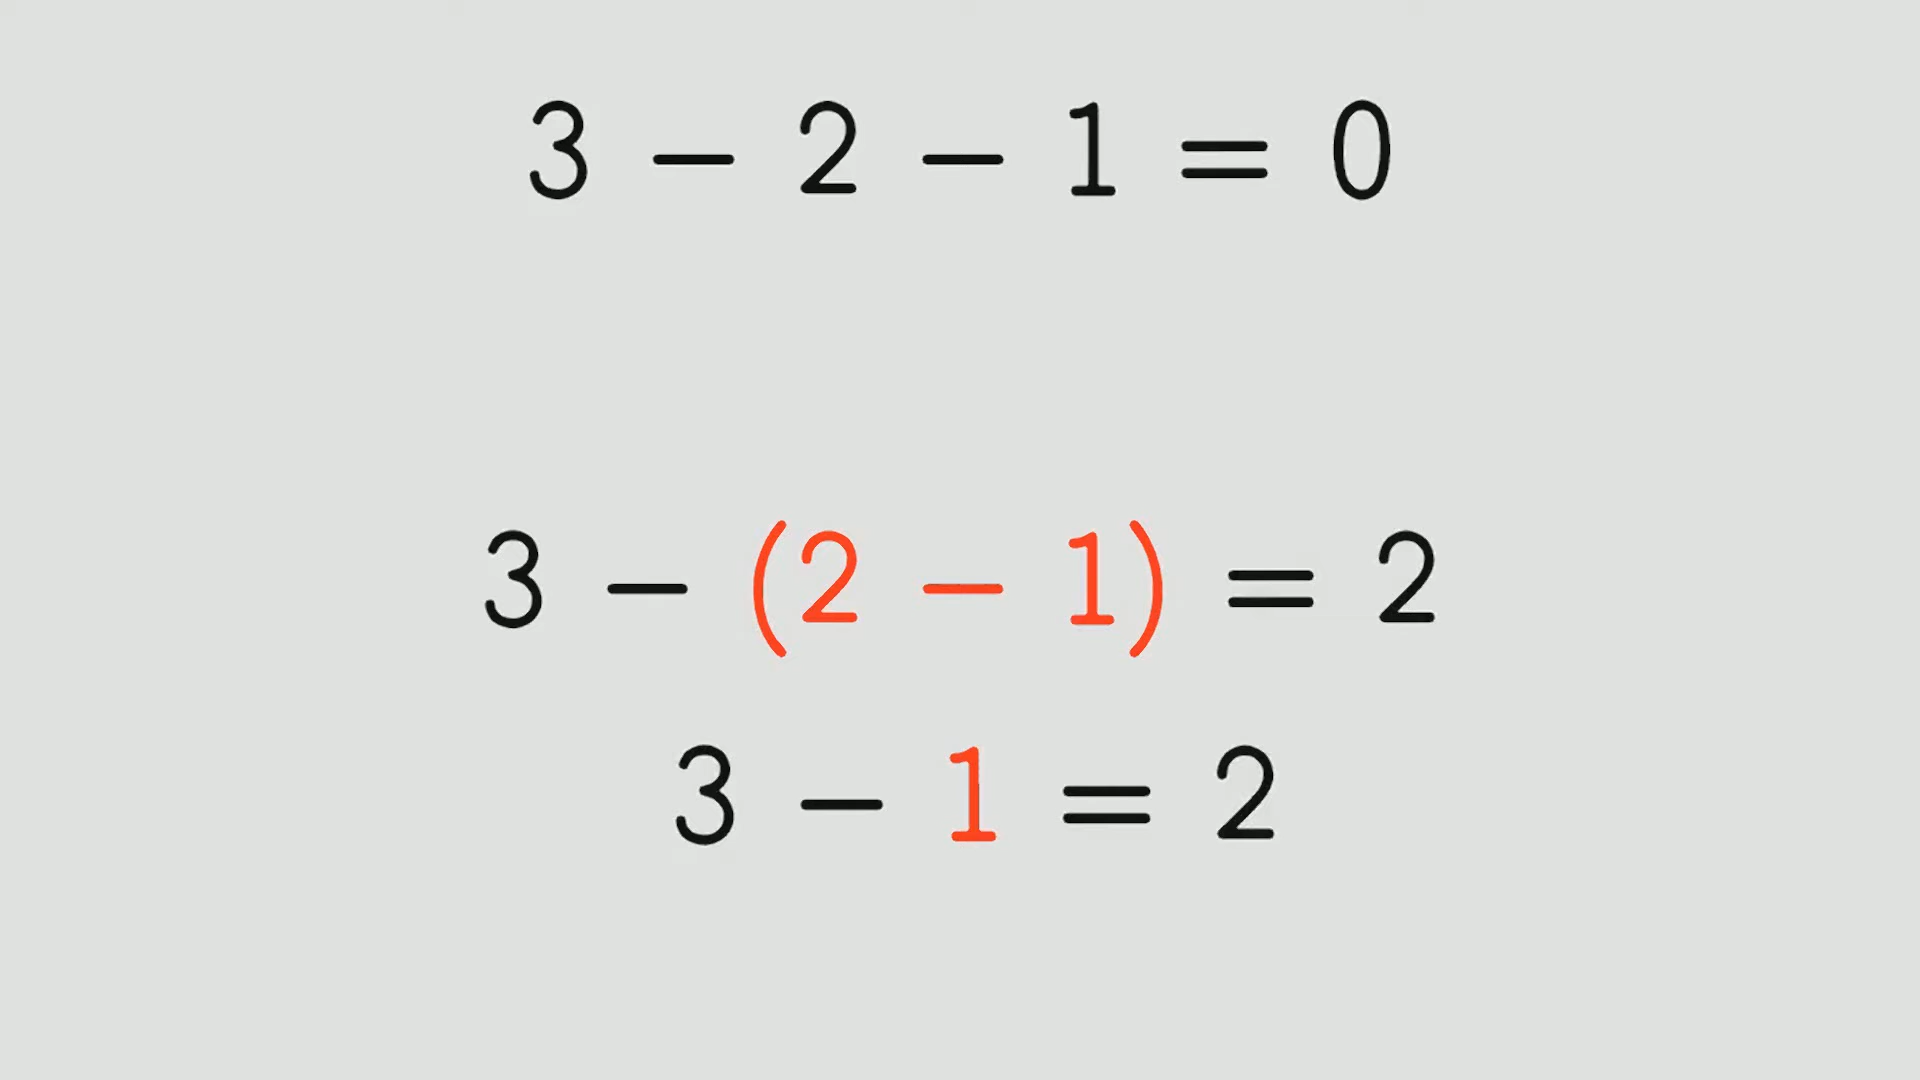 3 − 2 − 1 = 0
3 − (2 − 1) = 2
3 − 1 = 2